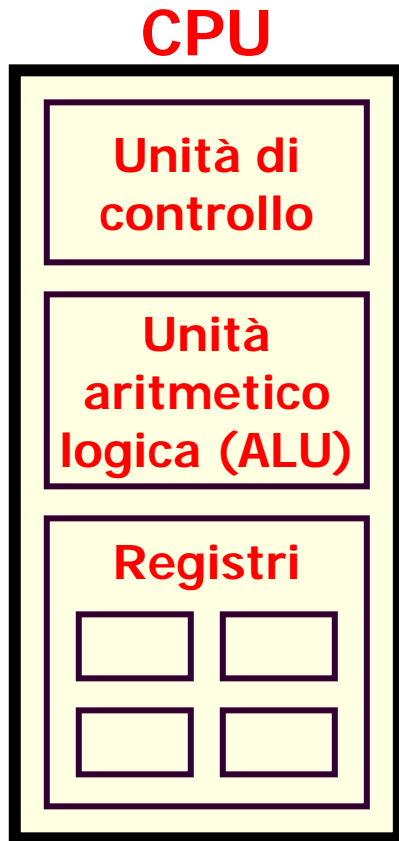 CPU
Unità di
controllo
Unità
aritmetico
logica (ALU)
Registri